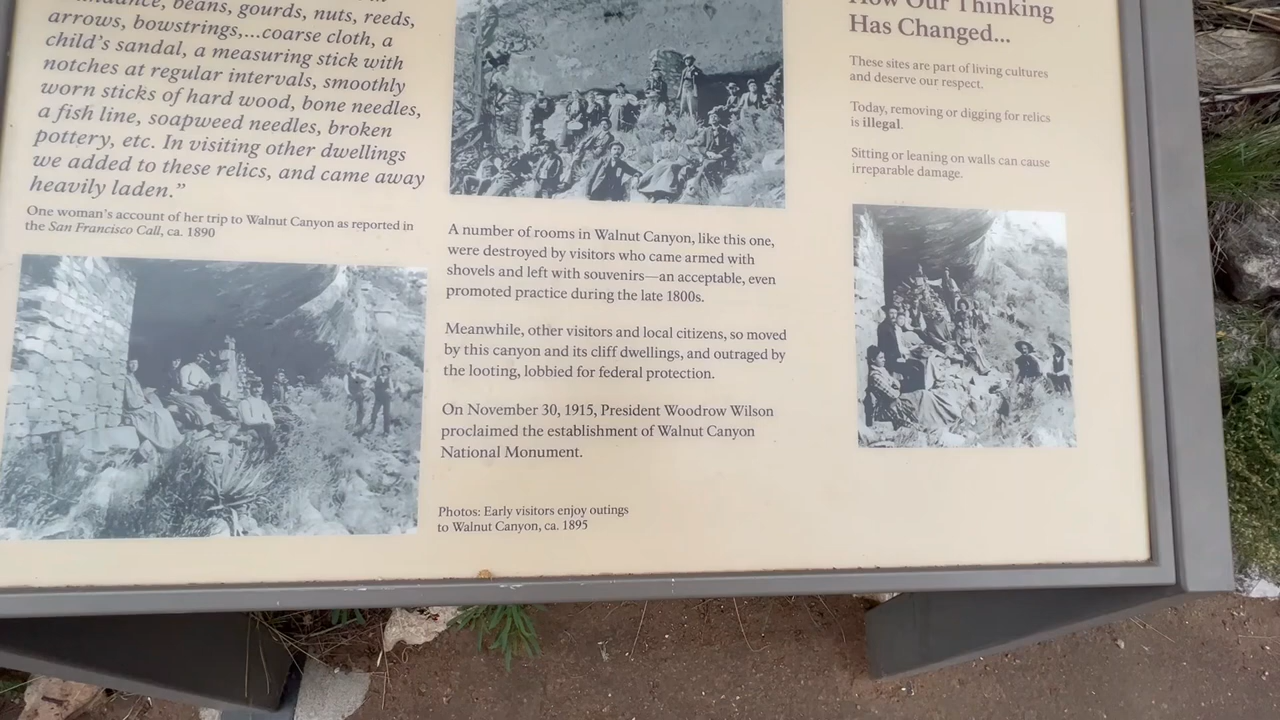 beans, gourds, nuts, reeds,
arrows, bowstrings,...coarse cloth, a
child's sandal, a measuring stick with
notches at regular intervals, smoothly
worn sticks of hard wood, bone needles,
a fish line, soapweed needles, broken
pottery, etc. In visiting other dwellings
we added to these relics, and came away
heavily laden.”
One woman's account of her trip to Walnut Canyon as reported in
the San Francisco Call, ca. 1890
A number of rooms in Walnut Canyon, like this one,
were destroyed by visitors who came armed with
shovels and left with souvenirs—an acceptable, even
promoted practice during the late 1800s.
Meanwhile, other visitors and local citizens, so moved
by this canyon and its cliff dwellings, and outraged by
the looting, lobbied for federal protection.
On November 30, 1915, President Woodrow Wilson
proclaimed the establishment of Walnut Canyon
National Monument.
Photos: Early visitors enjoy outings
to Walnut Canyon, ca. 1895
How Our Thinking
Has Changed...
These sites are part of living cultures
and deserve our respect.
Today, removing or digging for relics
is illegal.
Sitting or leaning on walls can cause
irreparable damage.